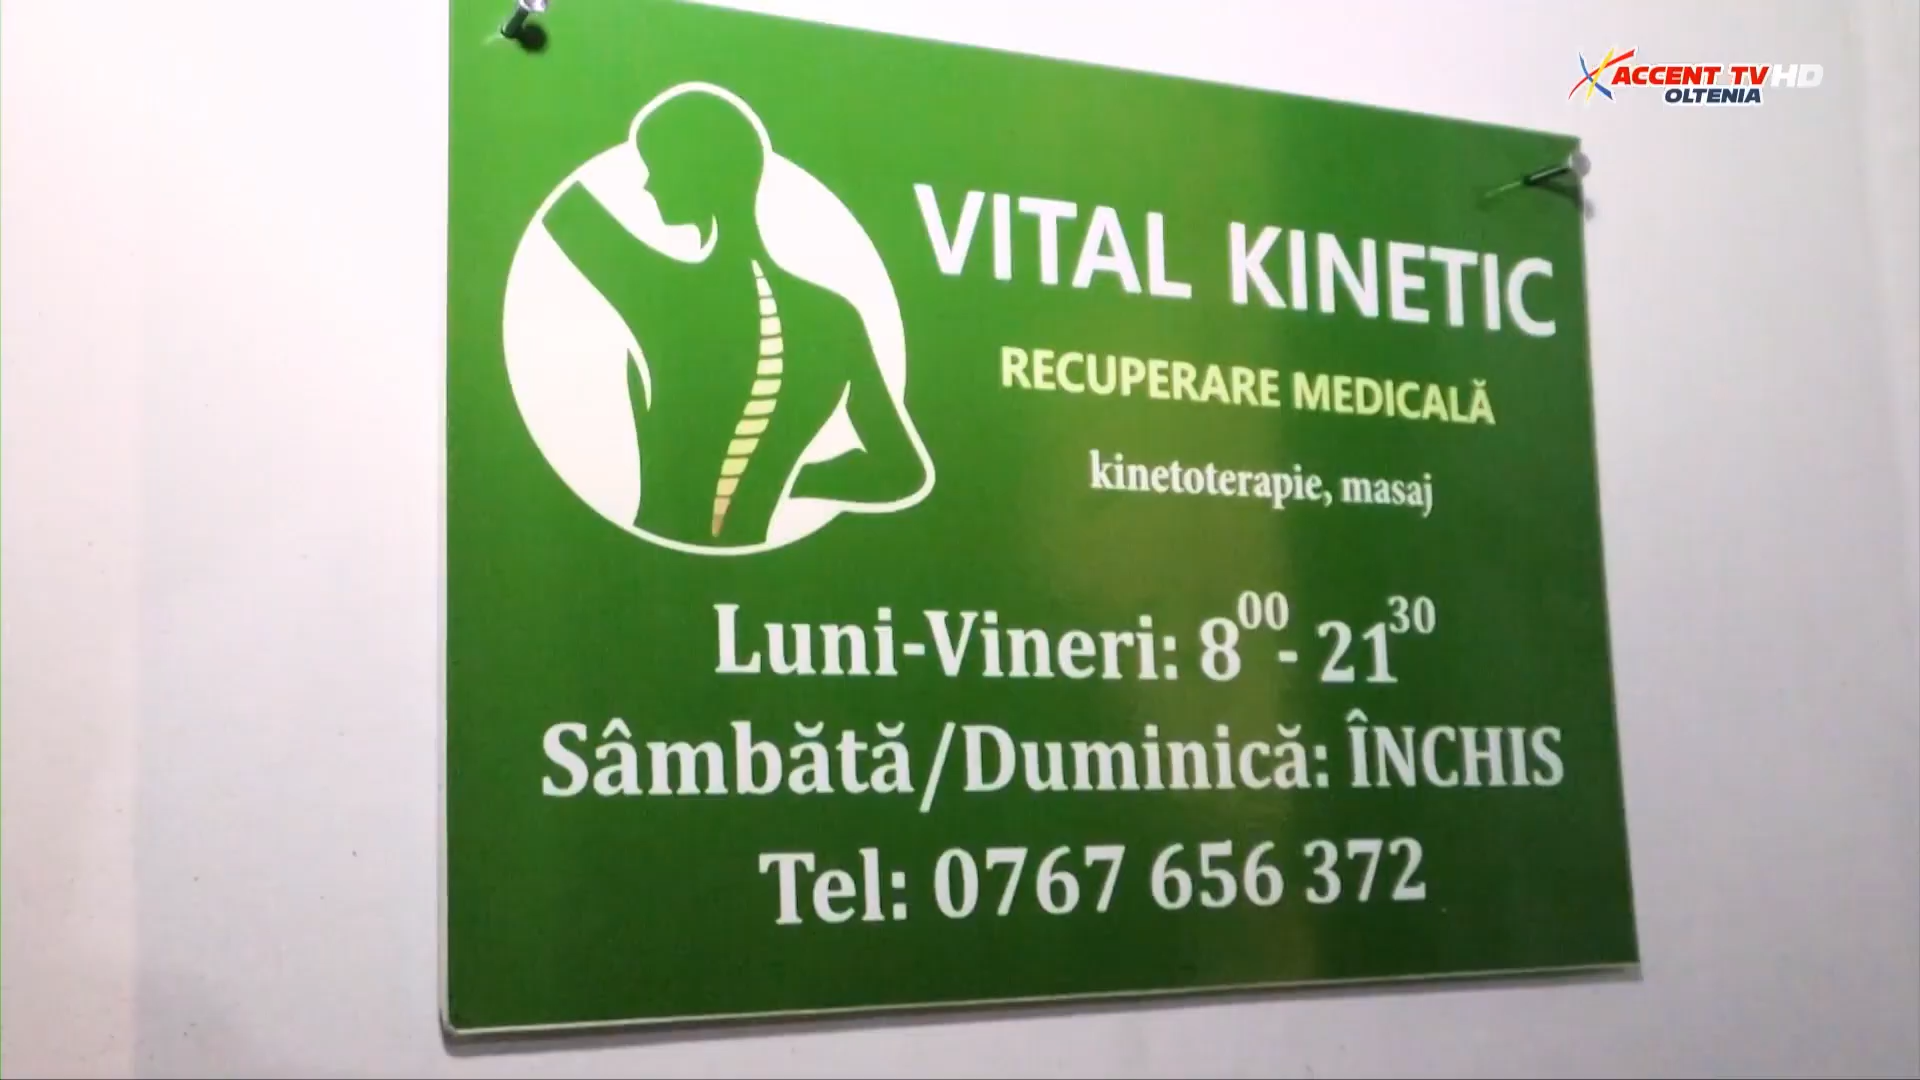 ACCENT TV HD
OLTENIA
VITAL KINETIC
RECUPERARE MEDICALĂ
kinetoterapie, masaj
Luni-Vineri: 8⁰⁰- 21³⁰
Sâmbătă/Duminică: ÎNCHIS
Tel: 0767 656 372